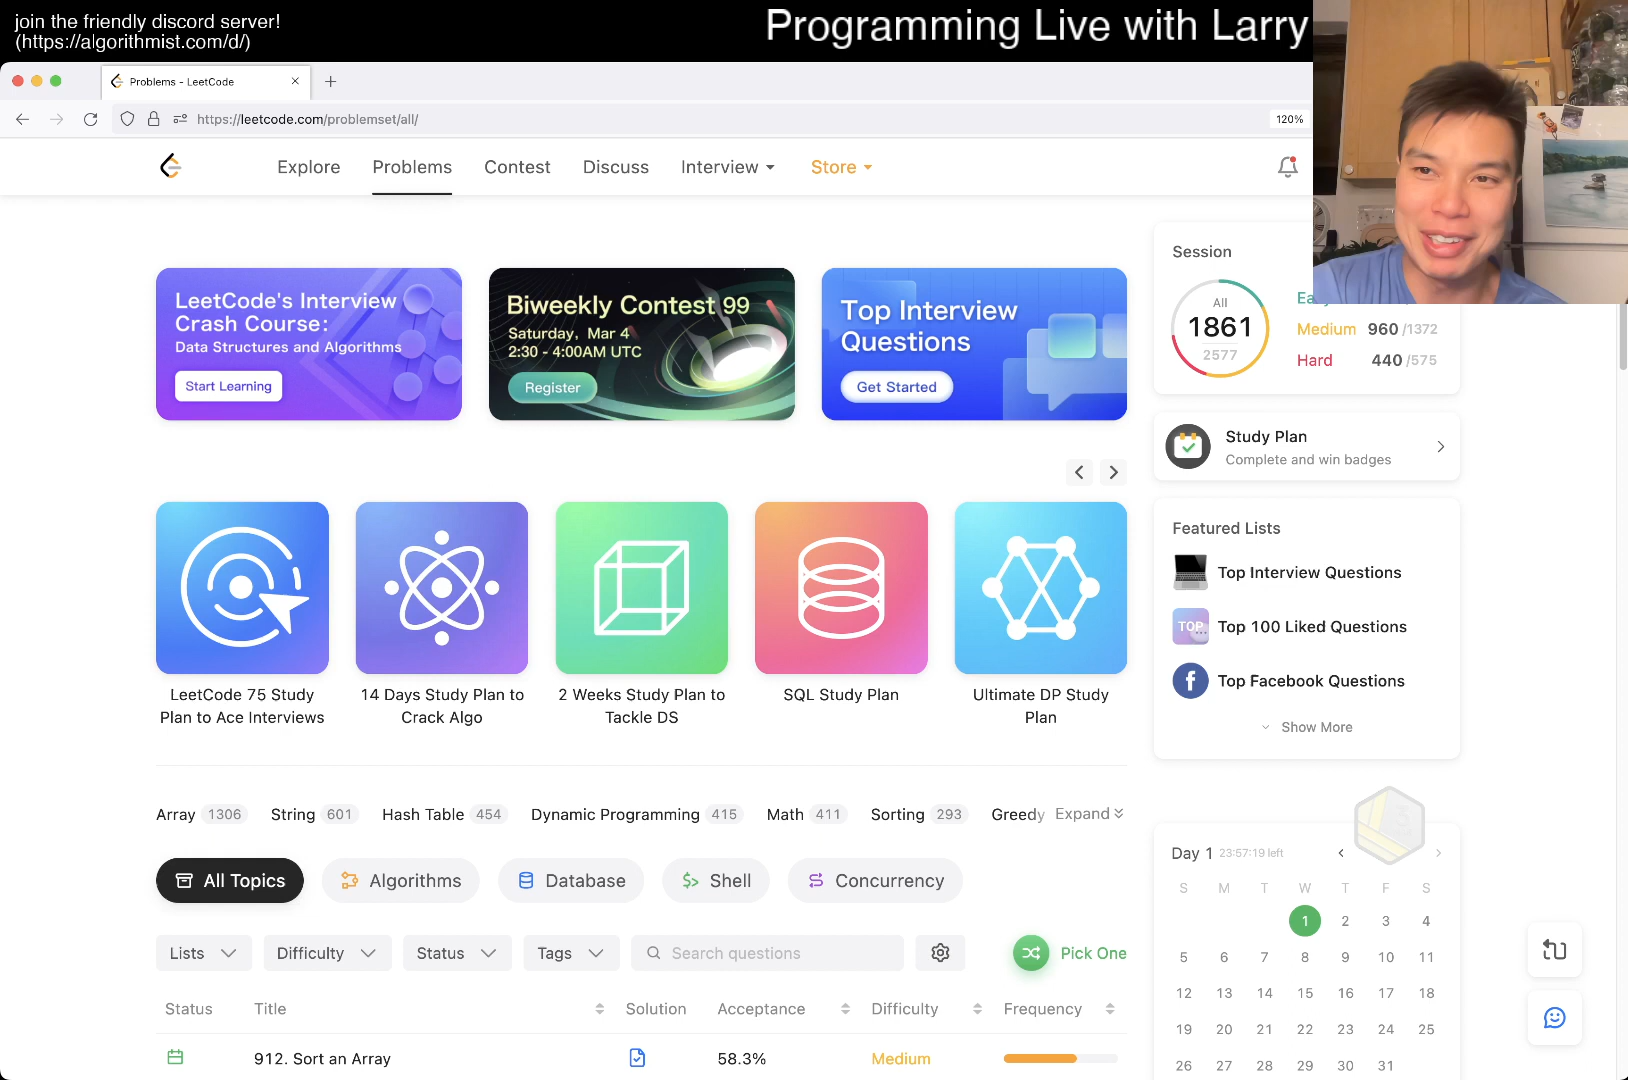 join the friendly discord server!
(https://algorithmist.com/d/)
Programming Live with Larry
Problems - LeetCode
https://leetcode.com/problemset/all/
120%
Explore
Problems
Contest
Discuss
Interview
Store
LeetCode's Interview
Crash Course:
Data Structures and Algorithms
Start Learning
Biweekly Contest 99
Saturday, Mar 4
2:30 - 4:00AM UTC
Register
Top Interview
Questions
Get Started
Session
All
1861
2577
Medium 960 /1372
Hard 440 /575
Study Plan
Complete and win badges
LeetCode 75 Study
Plan to Ace Interviews
14 Days Study Plan to
Crack Algo
2 Weeks Study Plan to
Tackle DS
SQL Study Plan
Ultimate DP Study
Plan
Featured Lists
Top Interview Questions
TOP
Top 100 Liked Questions
Top Facebook Questions
Show More
Array 1306
String 601
Hash Table 454
Dynamic Programming 415
Math 411
Sorting 293
Greedy
Expand
All Topics
Algorithms
Database
Shell
Concurrency
Lists
Difficulty
Status
Tags
Search questions
Pick One
Status
Title
Solution
Acceptance
Difficulty
Frequency
912. Sort an Array
58.3%
Medium
Day 1 23:57:19 left
S M T W T F S
1 2 3 4
5 6 7 8 9 10 11
12 13 14 15 16 17 18
19 20 21 22 23 24 25
26 27 28 29 30 31